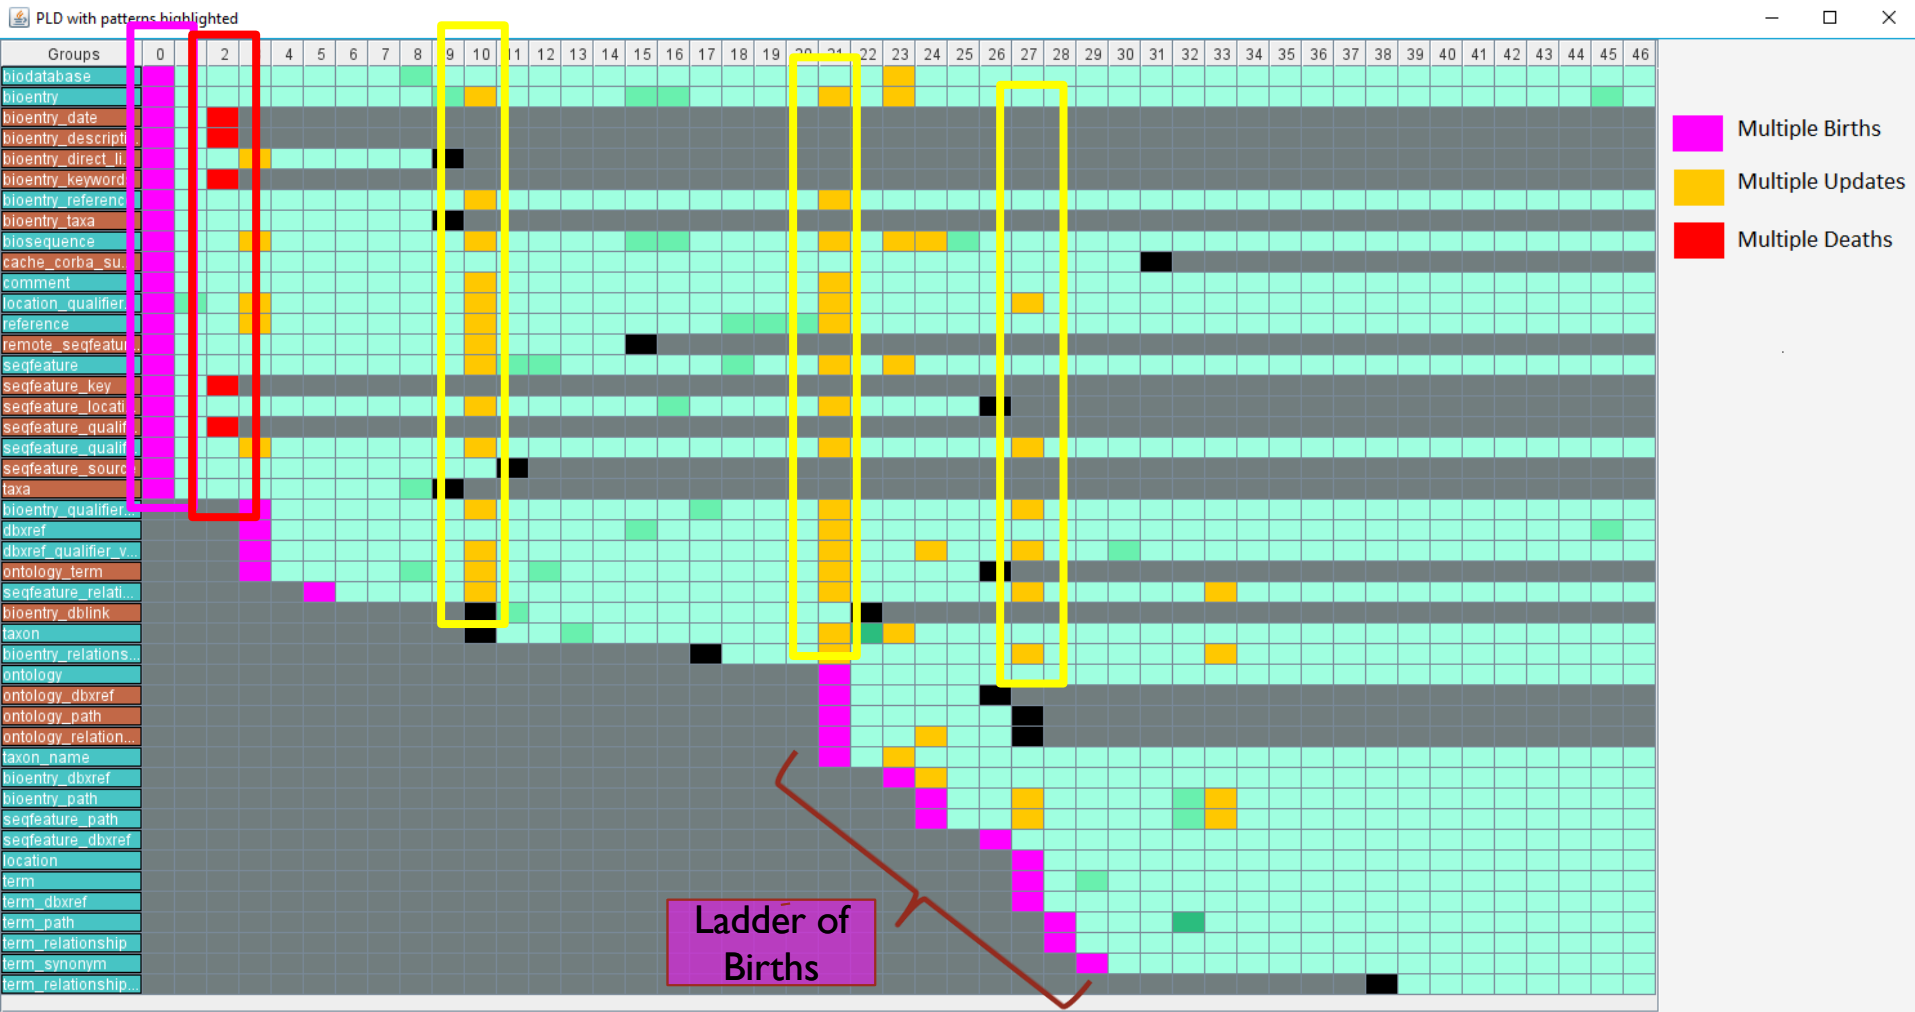 PLD with patterns highlighted
Groups 0 2 3 4 5 6 7 8 9 10 11 12 13 14 15 16 17 18 19 20 21 22 23 24 25 26 27 28 29 30 31 32 33 34 35 36 37 38 39 40 41 42 43 44 45 46
biodatabase
bioentry
bioentry_date
bioentry_descripti...
bioentry_direct_li...
bioentry_keyword
bioentry_referenc
bioentry_taxa
biosequence
cache_corba_su...
comment
location_qualifier...
reference
remote_seqfeatur...
seqfeature
seqfeature_key
seqfeature_locati...
seqfeature_qualif...
seqfeature_qualif...
seqfeature_source
taxa
bioentry_qualifier...
dbxref
dbxref_qualifier_v...
ontology_term
seqfeature_relati...
bioentry_dblink
taxon
bioentry_relations...
ontology
ontology_dbxref
ontology_path
ontology_relation...
taxon_name
bioentry_dbxref
bioentry_path
seqfeature_path
seqfeature_dbxref
location
term
term_dbxref
term_path
term_relationship
term_synonym
term_relationship...
Multiple Births
Multiple Updates
Multiple Deaths
Ladder of
Births